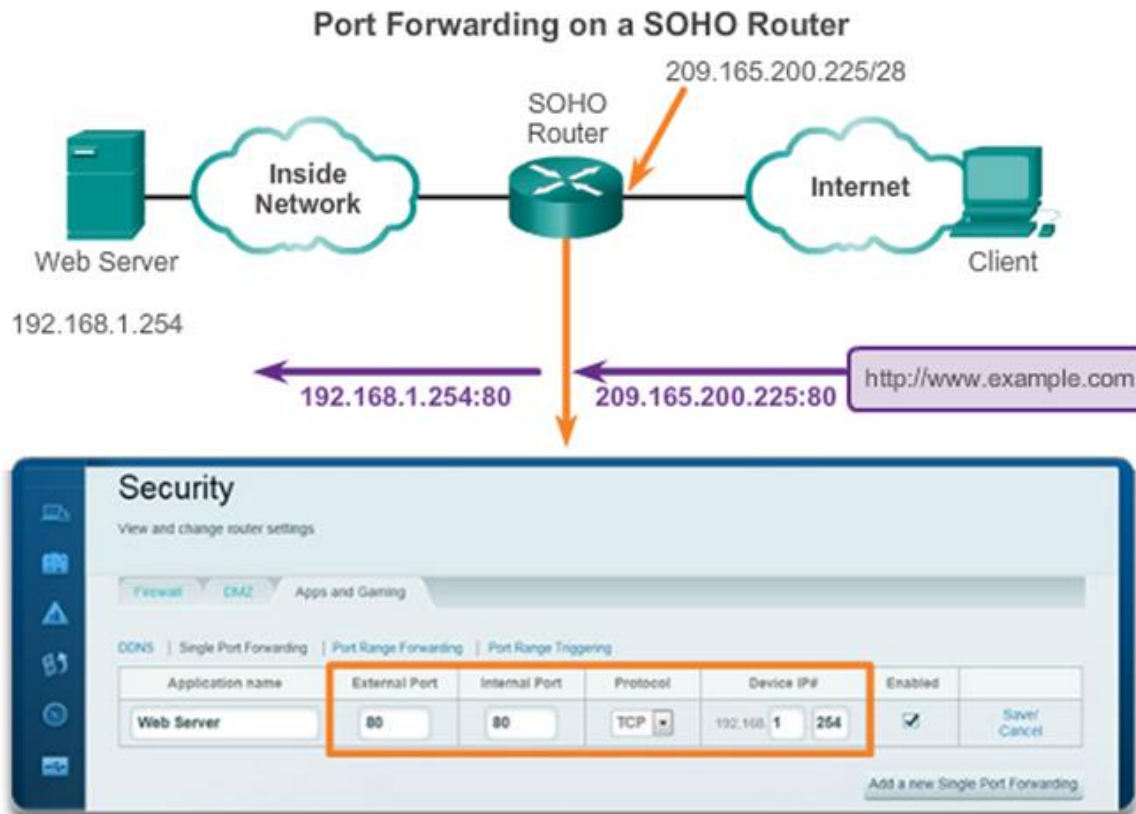 Port Forwarding on a SOHO Router
209.165.200.225/28
SOHO
Router
Inside
Network
Internet
Web Server
Client
192.168.1.254
192.168.1.254:80
209.165.200.225:80
http://www.example.com
Security
View and change router settings
Firewall DMZ Apps and Gaming
DDNS | Single Port Forwarding | Port Range Forwarding | Port Range Triggering
Application name External Port Internal Port Protocol Device IP# Enabled
Web Server 80 80 TCP 192.168. 1 254 Save/
Cancel
Add a new Single Port Forwarding